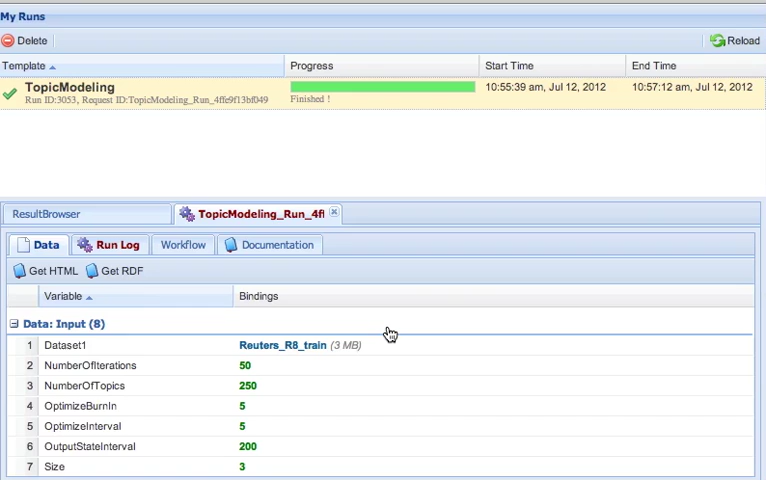 My Runs
Delete Reload
Template Progress Start Time End Time
TopicModeling 10:55:39 am, Jul 12, 2012 10:57:12 am, Jul 12, 2012
Run ID:3053, Request ID:TopicModeling_Run_4ffe9f13bf049 Finished !
ResultBrowser TopicModeling_Run_4ff
Data Run Log Workflow Documentation
Get HTML Get RDF
Variable Bindings
Data: Input (8)
1 Dataset1 Reuters_R8_train (3 MB)
2 NumberOfIterations 50
3 NumberOfTopics 250
4 OptimizeBurnIn 5
5 OptimizeInterval 5
6 OutputStateInterval 200
7 Size 3